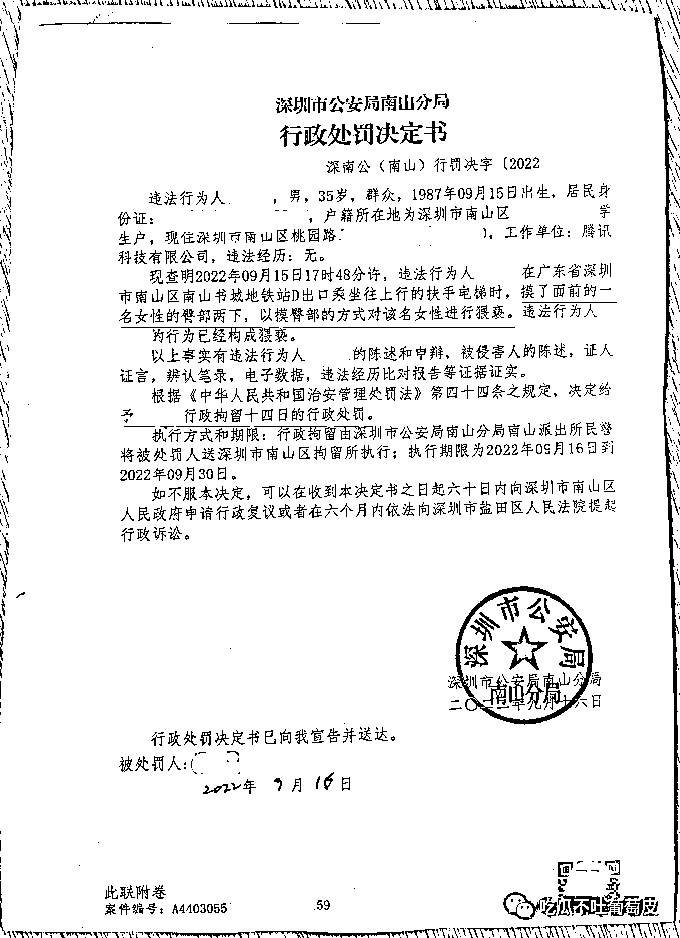 深圳市公安局南山分局
行政处罚决定书
深南公（南山）行罚决字〔2022
违法行为人 ，男，35岁，群众，1987年09月15日出生，居民身
份证： ，户籍所在地为深圳市南山区 学
生户，现住深圳市南山区桃园路 )，工作单位：腾讯
科技有限公司，违法经历：无。
现查明2022年09月15日17时48分许，违法行为人 在广东省深圳
市南山区南山书城地铁站D出口乘坐往上行的扶手电梯时，摸了面前的一
名女性的臀部两下，以摸臀部的方式对该名女性进行猥亵。违法行为人
的行为已经构成猥亵。
以上事实有违法行为人 的陈述和申辩，被侵害人的陈述，证人
证言，辨认笔录，电子数据，违法经历比对报告等证据证实。
根据《中华人民共和国治安管理处罚法》第四十四条之规定，决定给
予 行政拘留十四日的行政处罚。
执行方式和期限：行政拘留由深圳市公安局南山分局南山派出所民警
将被处罚人送深圳市南山区拘留所执行；执行期限为2022年09月16日到
2022年09月30日。
如不服本决定，可以在收到本决定书之日起六十日内向深圳市南山区
人民政府申请行政复议或者在六个月内依法向深圳市盐田区人民法院提起
行政诉讼。
深圳市公安局
南山分局
深圳市公安局南山分局
二〇二二年九月十六日
行政处罚决定书已向我宣告并送达。
被处罚人：
2022年 9月 16日
此联附卷
案件编号：A4403055
59
吃瓜不吐葡萄皮